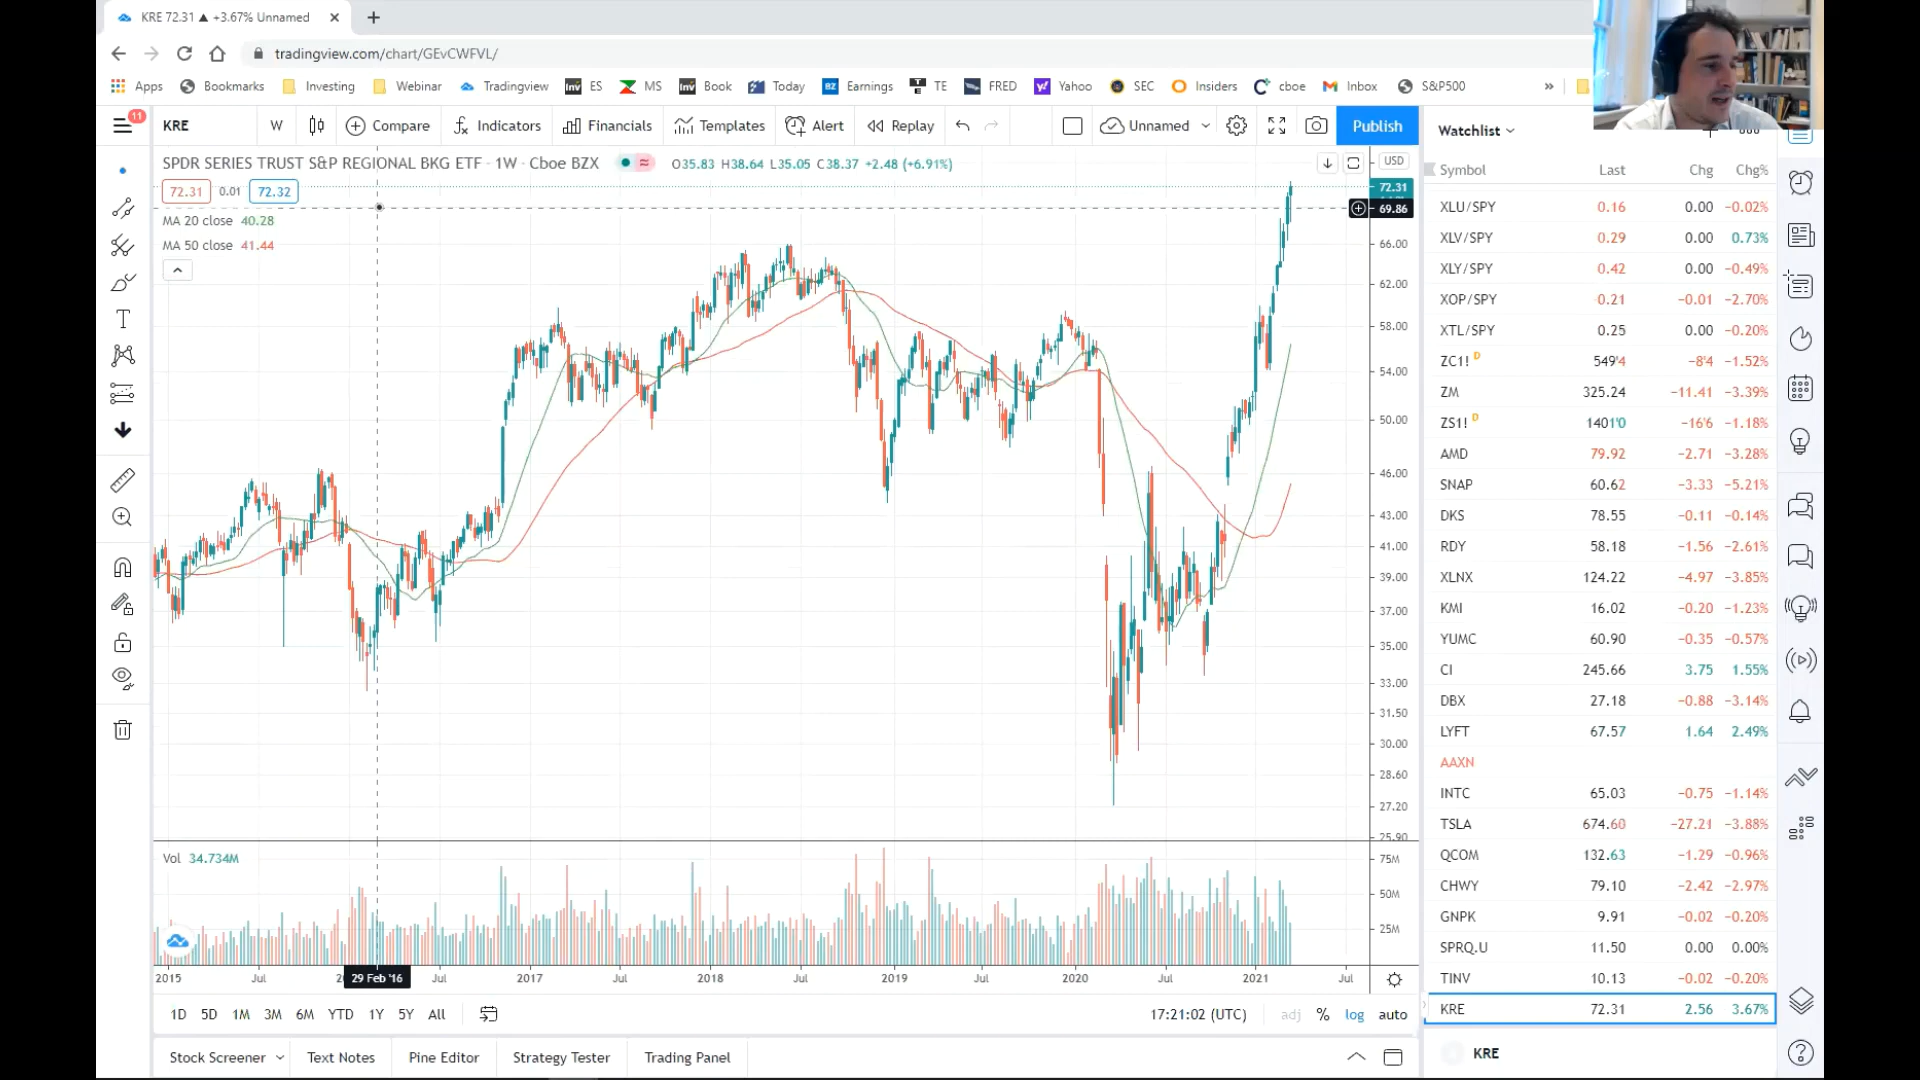 KRE 72.31 ▲ +3.67% Unnamed
tradingview.com/chart/GEvCWFVL/
Apps Bookmarks Investing Webinar Tradingview ES MS Book Today Earnings TE FRED Yahoo SEC Insiders cboe Inbox S&P500 »
11
KRE W Compare Indicators Financials Templates Alert Replay Unnamed Publish
SPDR SERIES TRUST S&P REGIONAL BKG ETF · 1W · Cboe BZX O35.83 H38.64 L35.05 C38.37 +2.48 (+6.91%)
72.31 0.01 72.32
MA 20 close 40.28
MA 50 close 41.44
USD
72.31
69.86
66.00
62.00
58.00
54.00
50.00
46.00
43.00
41.00
39.00
37.00
35.00
33.00
31.50
30.00
28.60
27.20
25.90
Vol 34.734M
75M
50M
25M
2015 Jul 29 Feb '16 Jul 2017 Jul 2018 Jul 2019 Jul 2020 Jul 2021 Jul
1D 5D 1M 3M 6M YTD 1Y 5Y All
17:21:02 (UTC) adj % log auto
Stock Screener Text Notes Pine Editor Strategy Tester Trading Panel
Watchlist
Symbol Last Chg Chg%
XLU/SPY 0.16 0.00 −0.02%
XLV/SPY 0.29 0.00 0.73%
XLY/SPY 0.42 0.00 −0.49%
XOP/SPY 0.21 −0.01 −2.70%
XTL/SPY 0.25 0.00 −0.20%
ZC1! D 549'4 −8'4 −1.52%
ZM 325.24 −11.41 −3.39%
ZS1! D 1401'0 −16'6 −1.18%
AMD 79.92 −2.71 −3.28%
SNAP 60.62 −3.33 −5.21%
DKS 78.55 −0.11 −0.14%
RDY 58.18 −1.56 −2.61%
XLNX 124.22 −4.97 −3.85%
KMI 16.02 −0.20 −1.23%
YUMC 60.90 −0.35 −0.57%
CI 245.66 3.75 1.55%
DBX 27.18 −0.88 −3.14%
LYFT 67.57 1.64 2.49%
AAXN
INTC 65.03 −0.75 −1.14%
TSLA 674.60 −27.21 −3.88%
QCOM 132.63 −1.29 −0.96%
CHWY 79.10 −2.42 −2.97%
GNPK 9.91 −0.02 −0.20%
SPRQ.U 11.50 0.00 0.00%
TINV 10.13 −0.02 −0.20%
KRE 72.31 2.56 3.67%
KRE